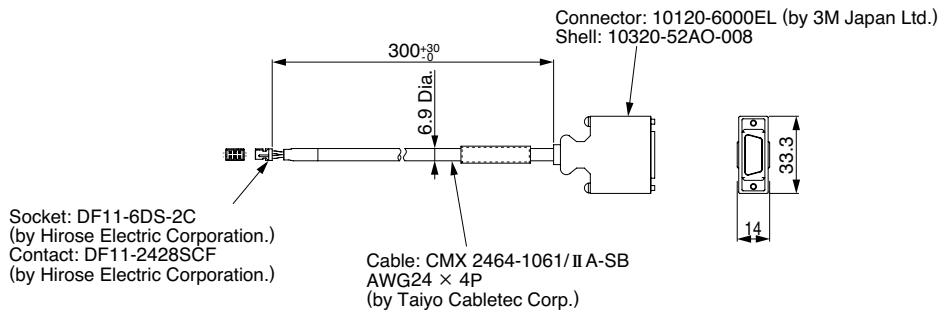 Connector: 10120-6000EL (by 3M Japan Ltd.)
Shell: 10320-52AO-008
300+30-0
6.9 Dia.
33.3
14
Socket: DF11-6DS-2C
(by Hirose Electric Corporation.)
Contact: DF11-2428SCF
(by Hirose Electric Corporation.)
Cable: CMX 2464-1061/ⅡA-SB
AWG24 × 4P
(by Taiyo Cabletec Corp.)